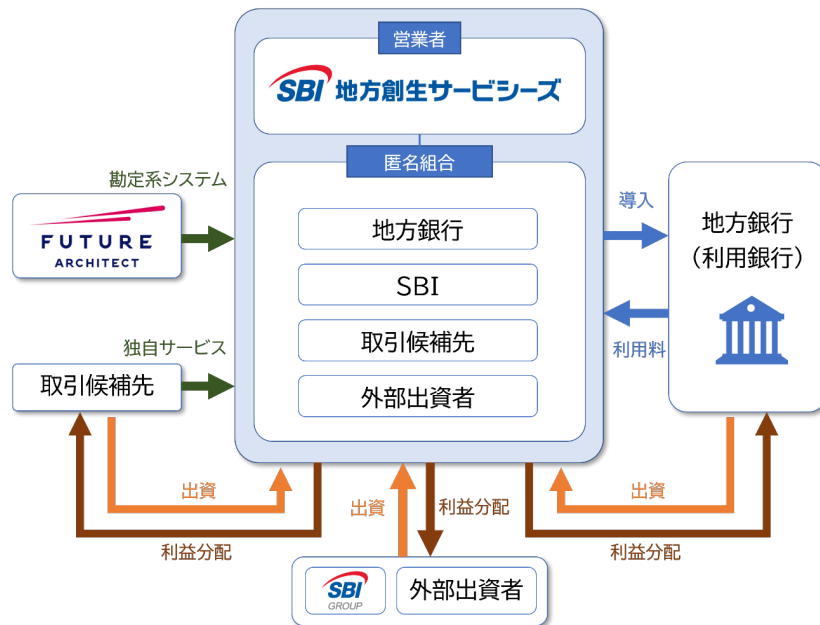 営業者
SBI 地方創生サービシーズ
匿名組合
地方銀行
SBI
取引候補先
外部出資者
勘定系システム
FUTURE
ARCHITECT
独自サービス
取引候補先
導入
利用料
地方銀行
（利用銀行）
出資
利益分配
出資
利益分配
出資
利益分配
SBI
GROUP
外部出資者